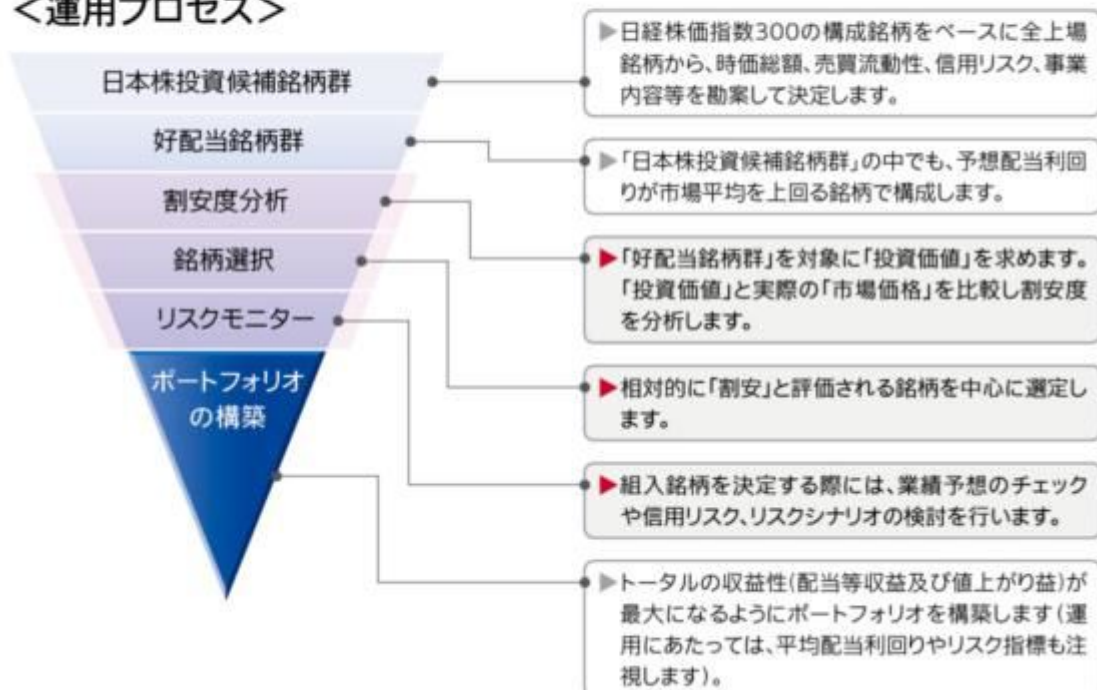 <運用プロセス>
日本株投資候補銘柄群
好配当銘柄群
割安度分析
銘柄選択
リスクモニター
ポートフォリオ
の構築
▶日経株価指数300の構成銘柄をベースに全上場
銘柄から、時価総額、売買流動性、信用リスク、事業
内容等を勘案して決定します。
▶「日本株投資候補銘柄群」の中でも、予想配当利回
りが市場平均を上回る銘柄で構成します。
▶「好配当銘柄群」を対象に「投資価値」を求めます。
「投資価値」と実際の「市場価格」を比較し割安度
を分析します。
▶相対的に「割安」と評価される銘柄を中心に選定し
ます。
▶組入銘柄を決定する際には、業績予想のチェック
や信用リスク、リスクシナリオの検討を行います。
▶トータルの収益性(配当等収益及び値上がり益)が
最大になるようにポートフォリオを構築します(運
用にあたっては、平均配当利回りやリスク指標も注
視します)。